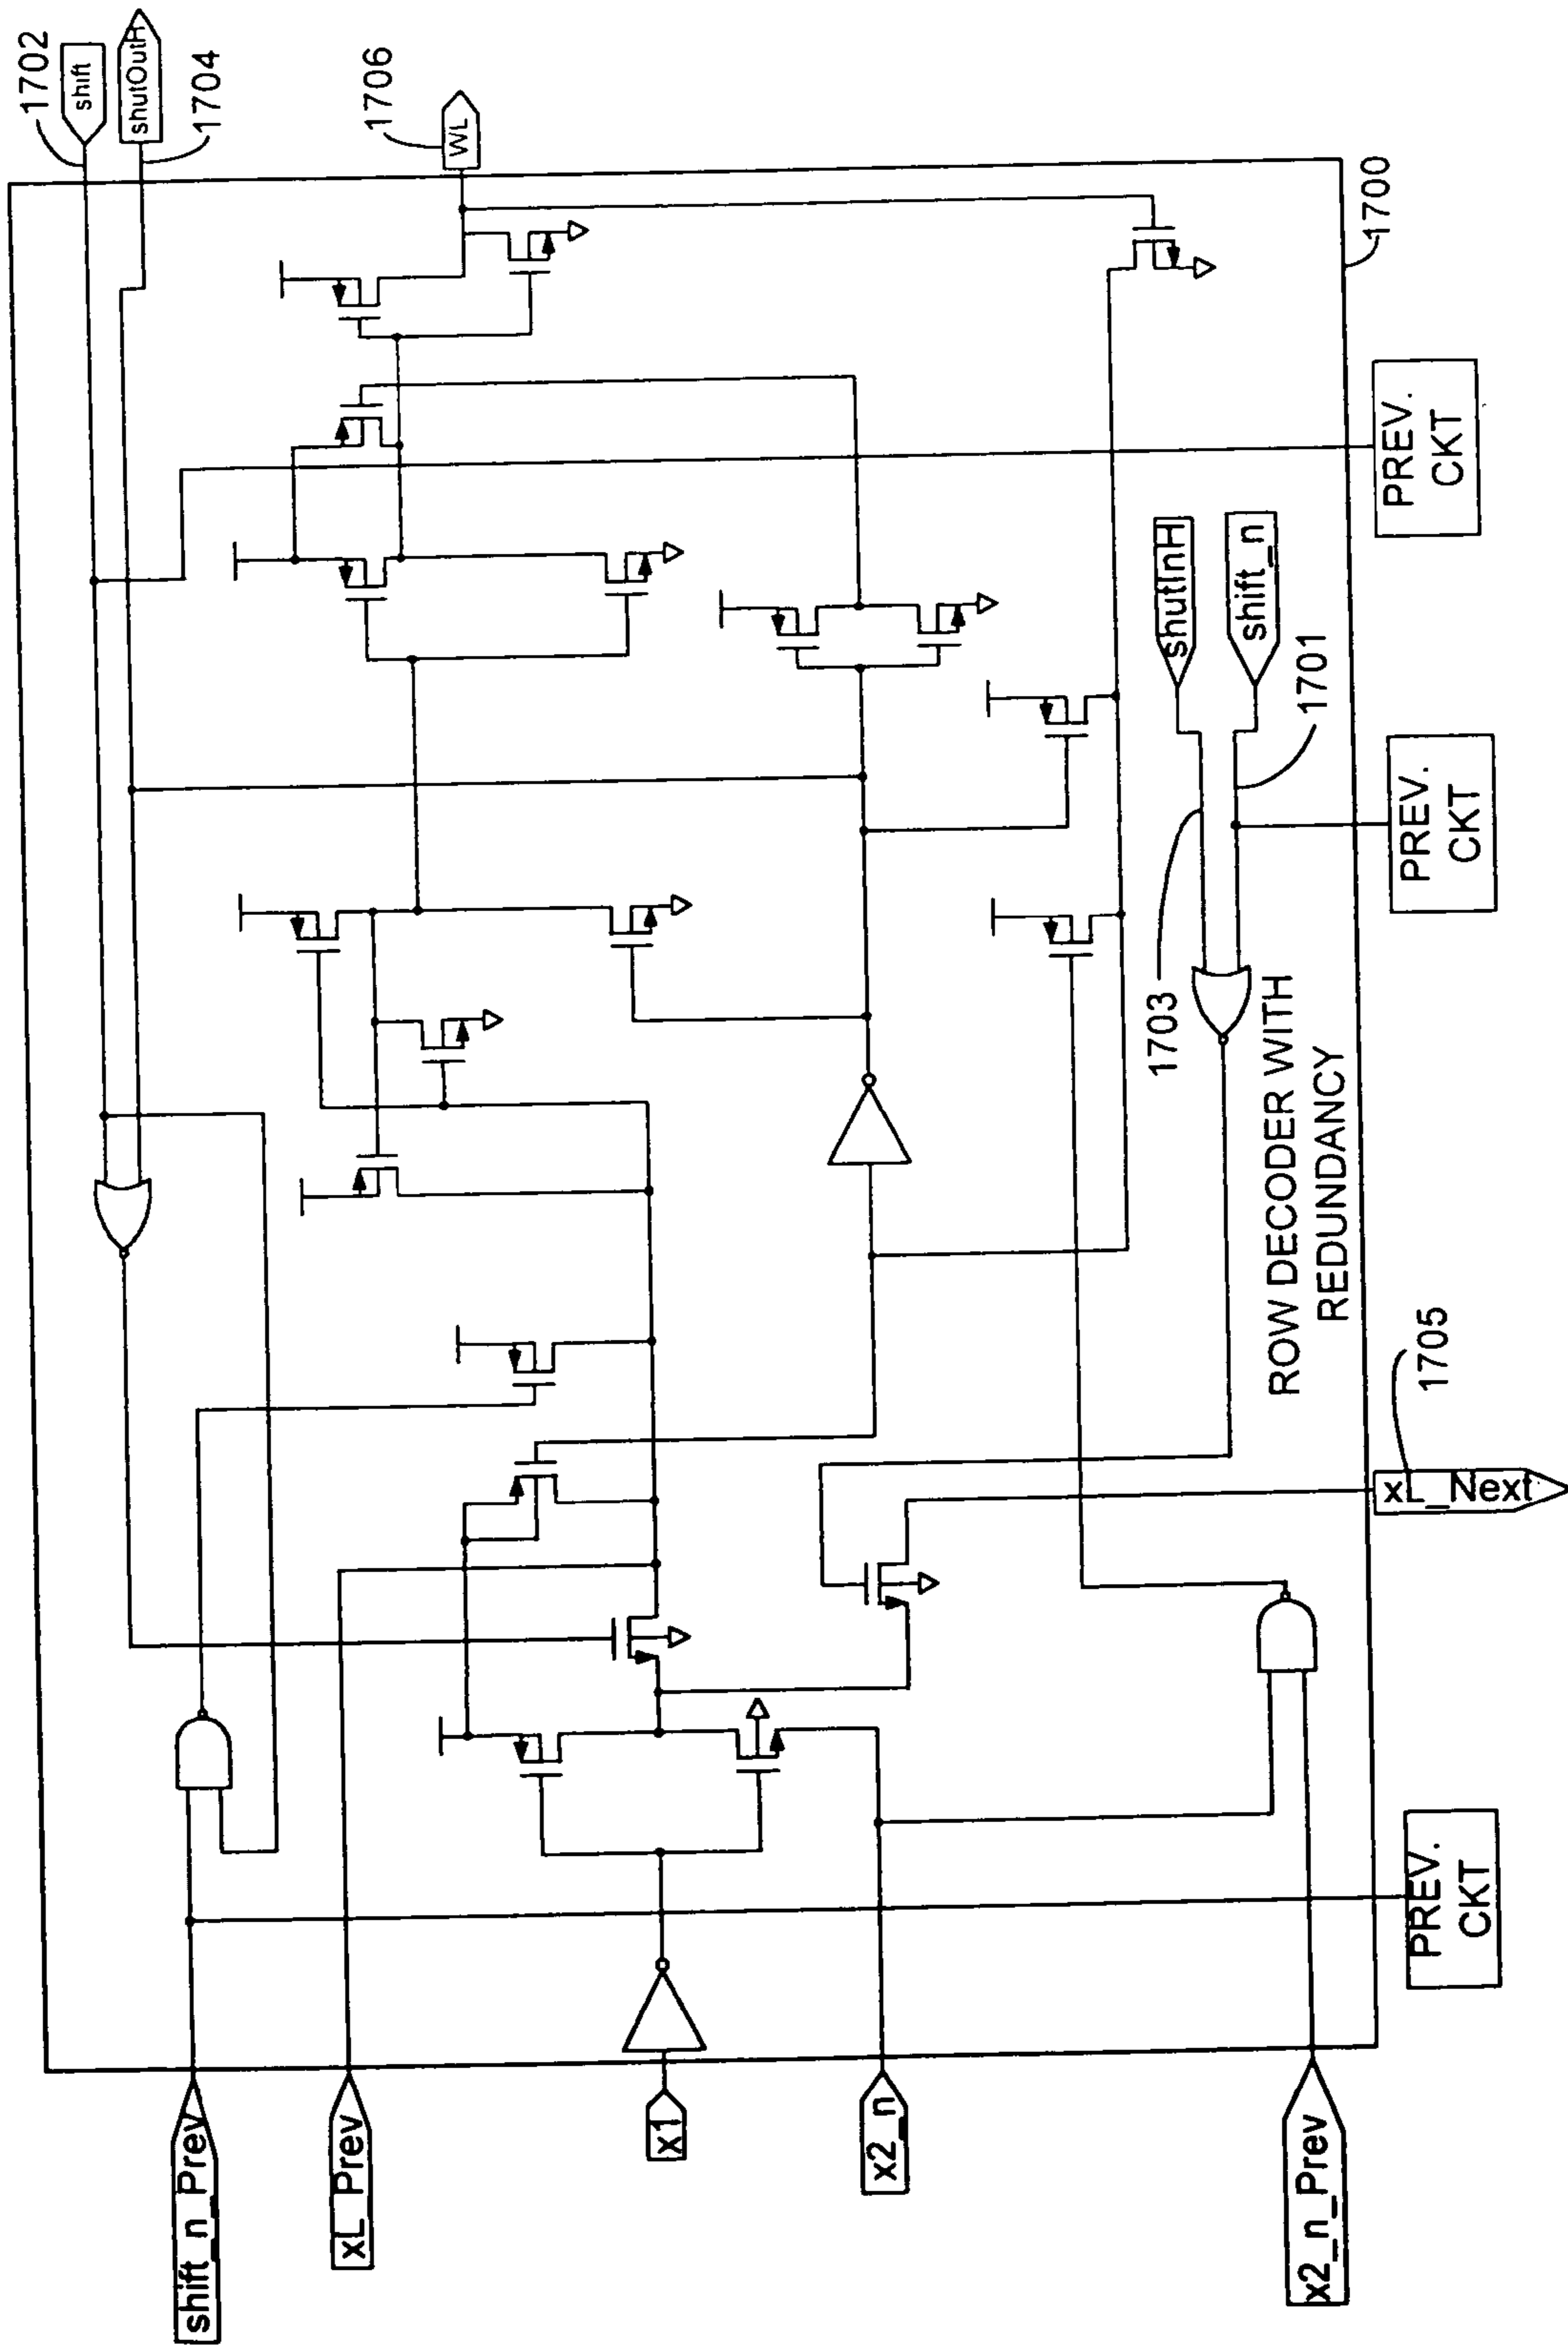 1702
shift
shutOutH
1704
1706
WL
1700
PREV.
CKT
shutInH
shift_n
1701
PREV.
CKT
1703
ROW DECODER WITH
REDUNDANCY
1705
xL_Next
PREV.
CKT
shift_n_Prev
xL_Prev
x1
x2_n
x2_n_Prev